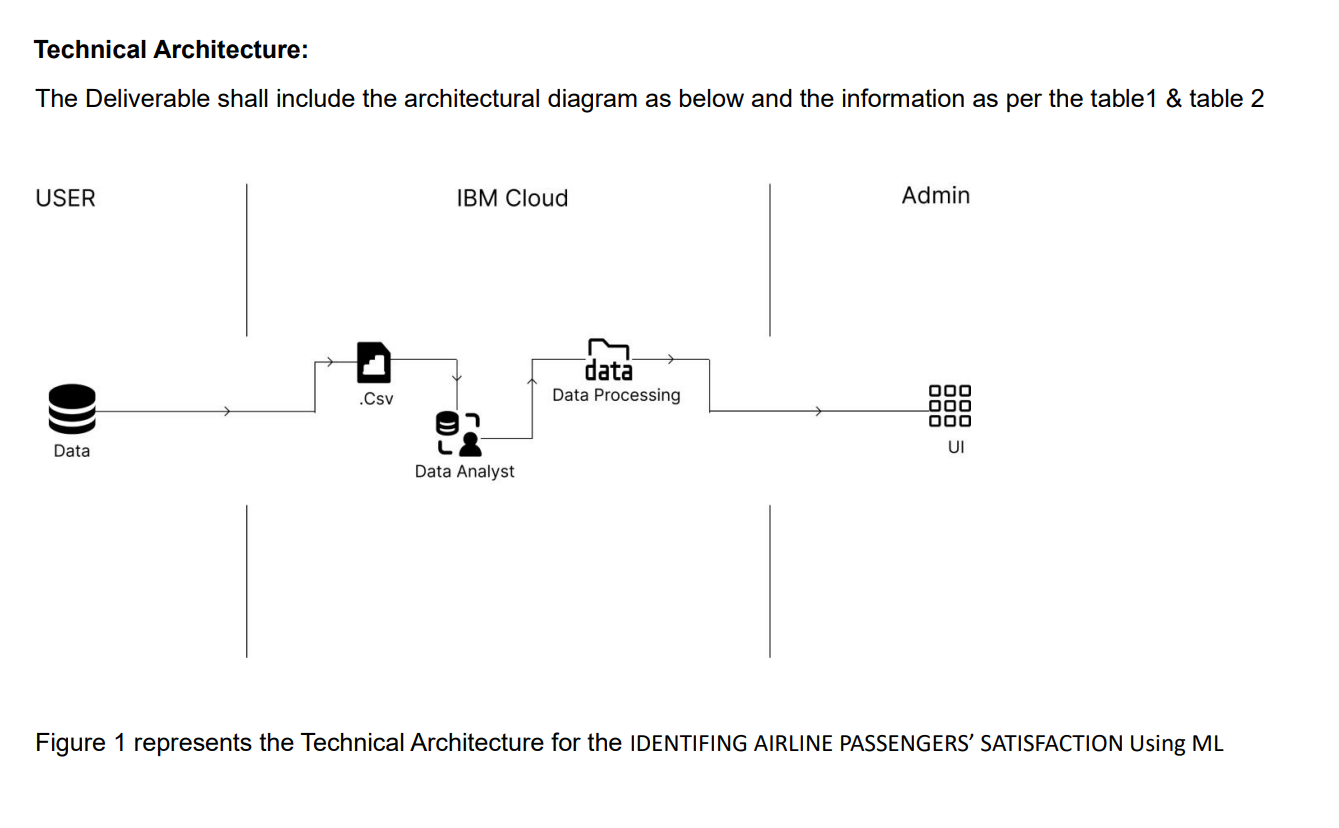 Technical Architecture:
The Deliverable shall include the architectural diagram as below and the information as per the table1 & table 2
USER
IBM Cloud
Admin
Data
.Csv
Data Analyst
data
Data Processing
UI
Figure 1 represents the Technical Architecture for the IDENTIFING AIRLINE PASSENGERS’ SATISFACTION Using ML